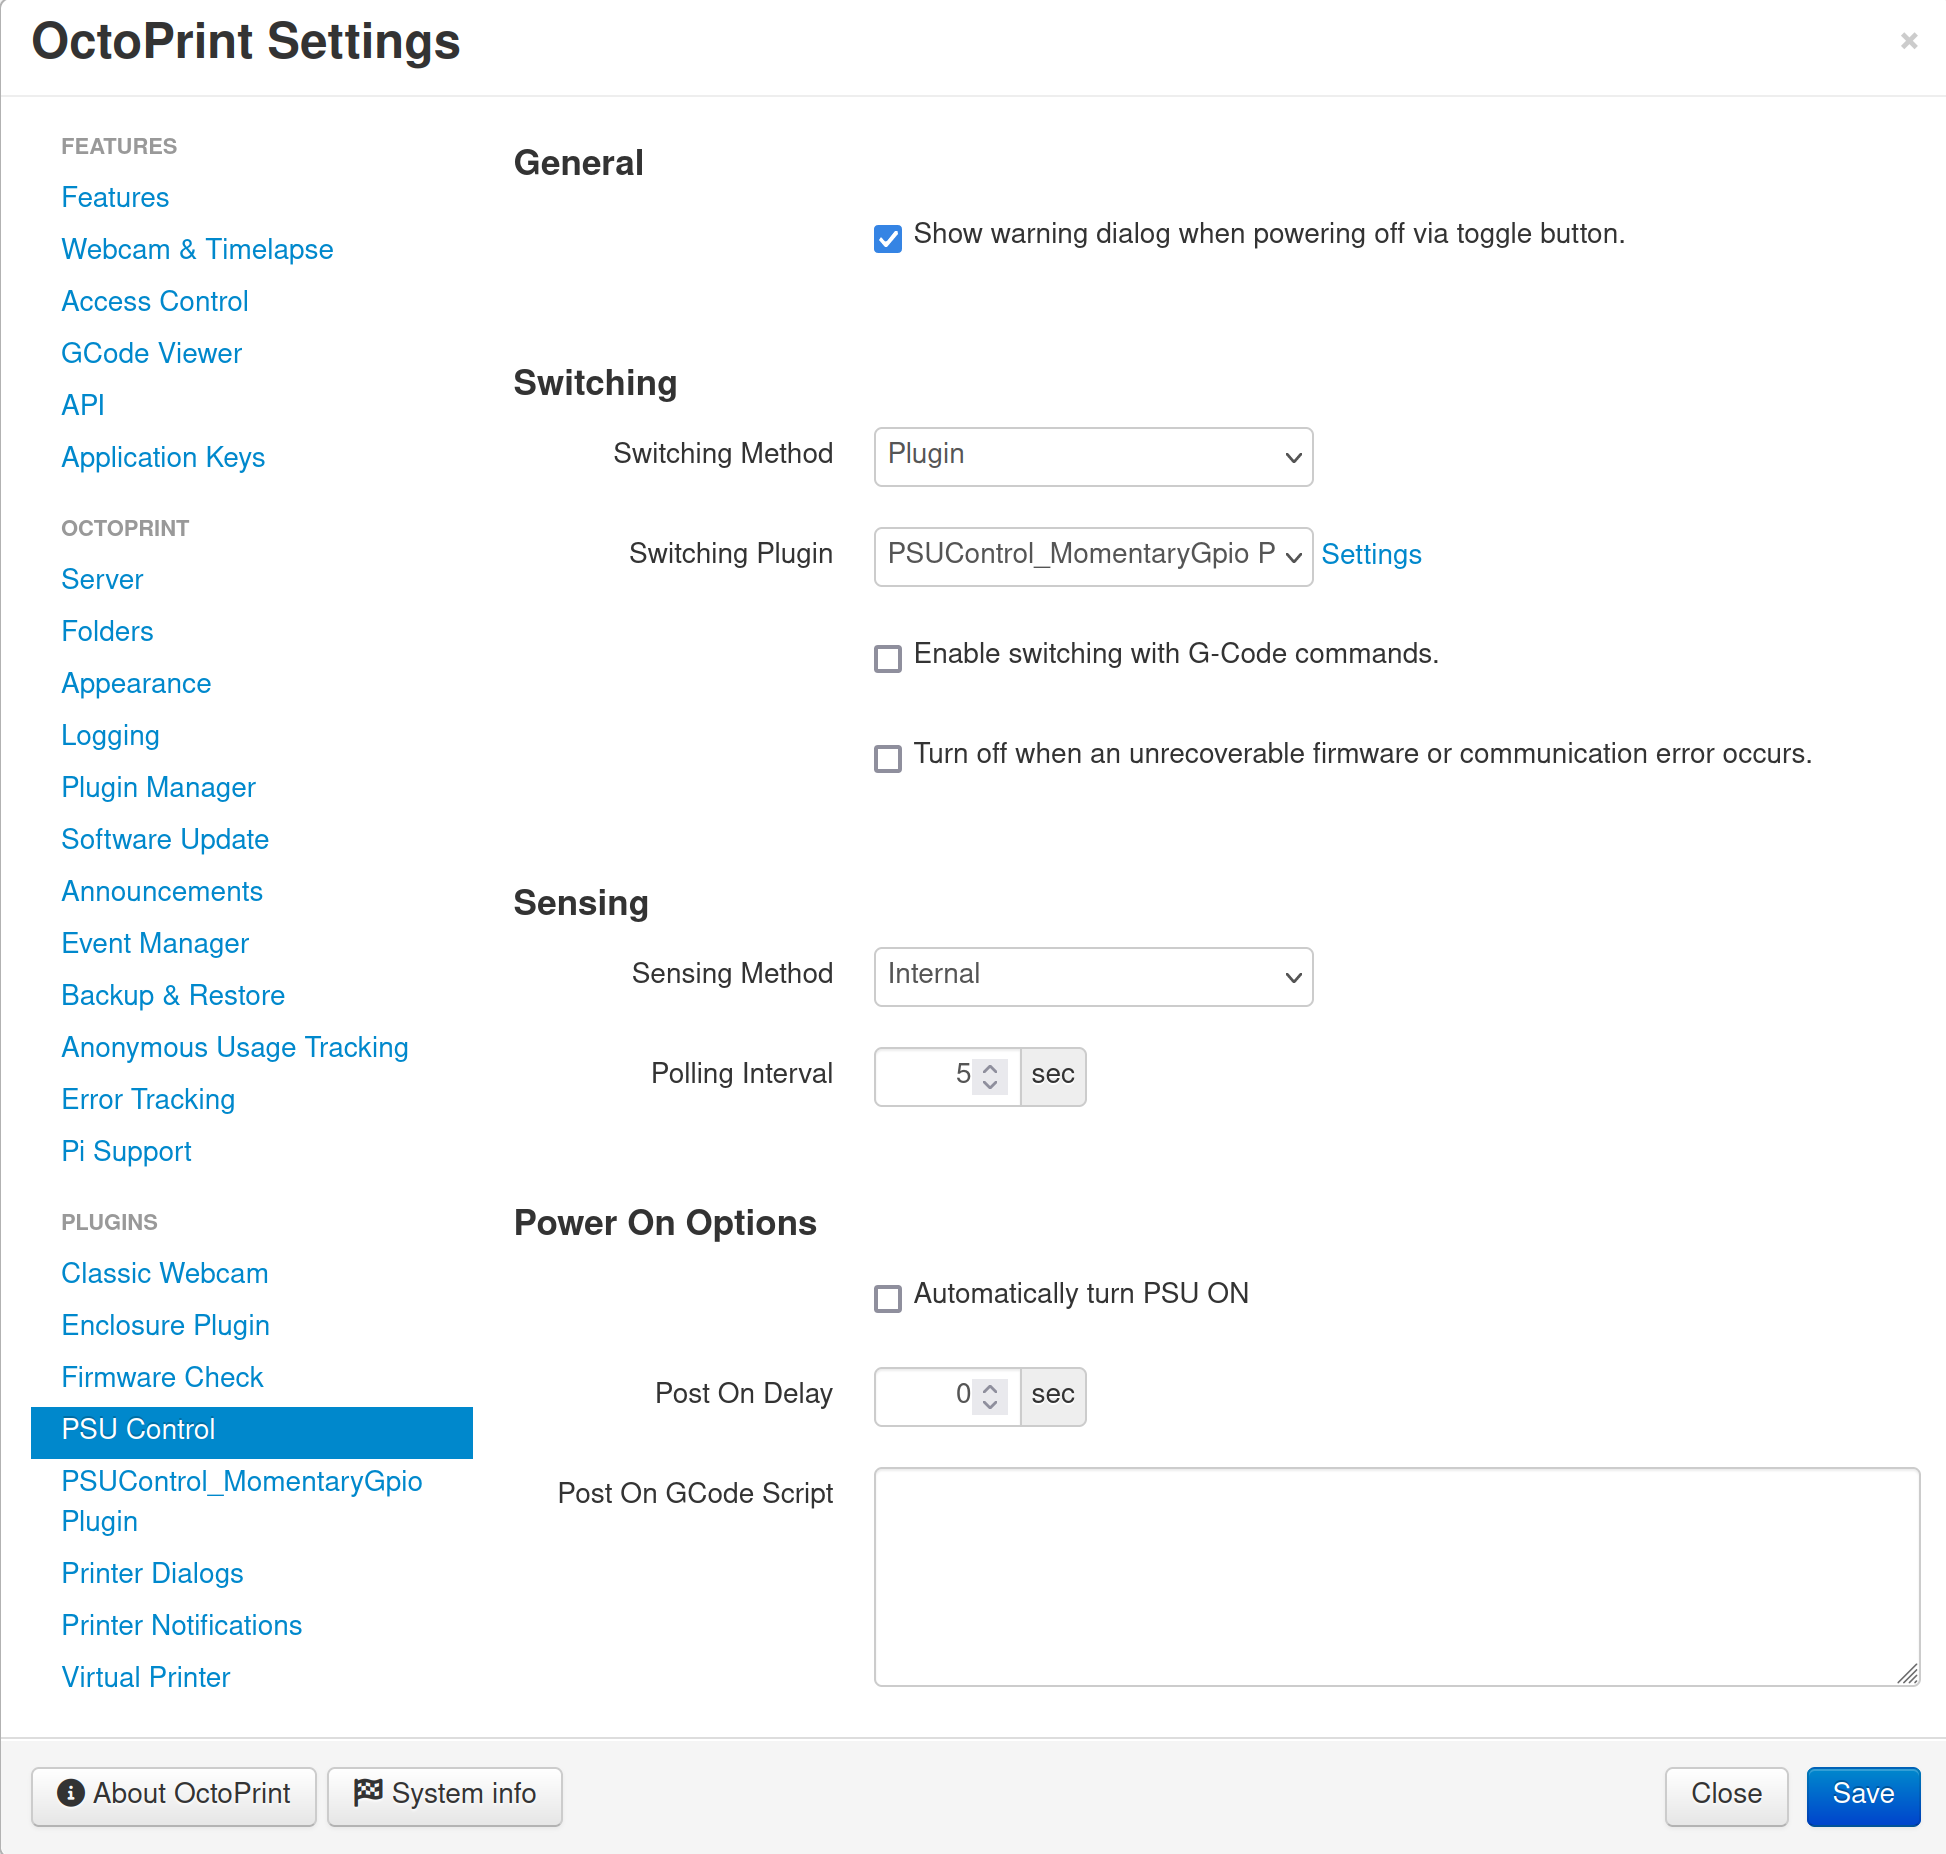 OctoPrint Settings
×
FEATURES
Features
Webcam & Timelapse
Access Control
GCode Viewer
API
Application Keys
OCTOPRINT
Server
Folders
Appearance
Logging
Plugin Manager
Software Update
Announcements
Event Manager
Backup & Restore
Anonymous Usage Tracking
Error Tracking
Pi Support
PLUGINS
Classic Webcam
Enclosure Plugin
Firmware Check
PSU Control
PSUControl_MomentaryGpio
Plugin
Printer Dialogs
Printer Notifications
Virtual Printer
General
Show warning dialog when powering off via toggle button.
Switching
Switching Method Plugin
Switching Plugin PSUControl_MomentaryGpio P Settings
Enable switching with G-Code commands.
Turn off when an unrecoverable firmware or communication error occurs.
Sensing
Sensing Method Internal
Polling Interval 5 sec
Power On Options
Automatically turn PSU ON
Post On Delay 0 sec
Post On GCode Script
About OctoPrint System info Close Save